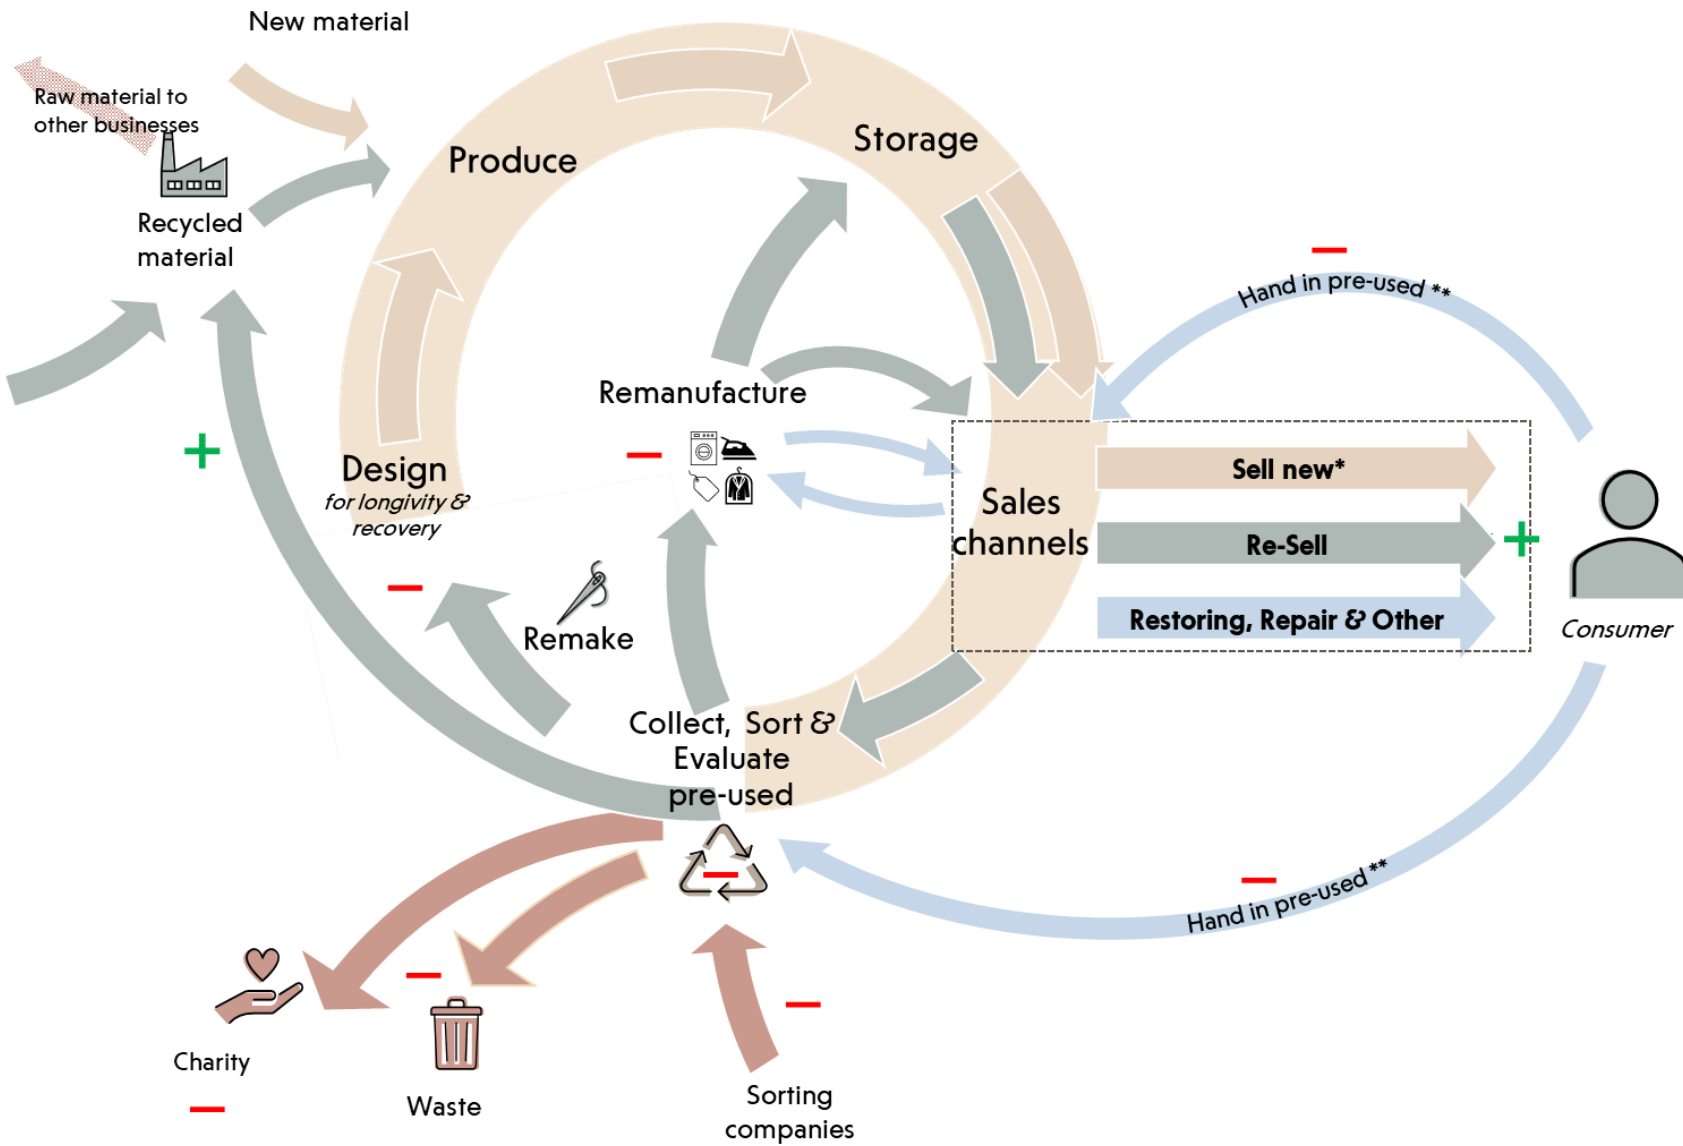 New material
Raw material to
other businesses
Produce
Storage
Recycled
material
Hand in pre-used **
Remanufacture
Design
for longivity &
recovery
Sales
channels
Sell new*
Re-Sell
Restoring, Repair & Other
Consumer
Remake
Collect, Sort &
Evaluate
pre-used
Hand in pre-used **
Charity
Waste
Sorting
companies